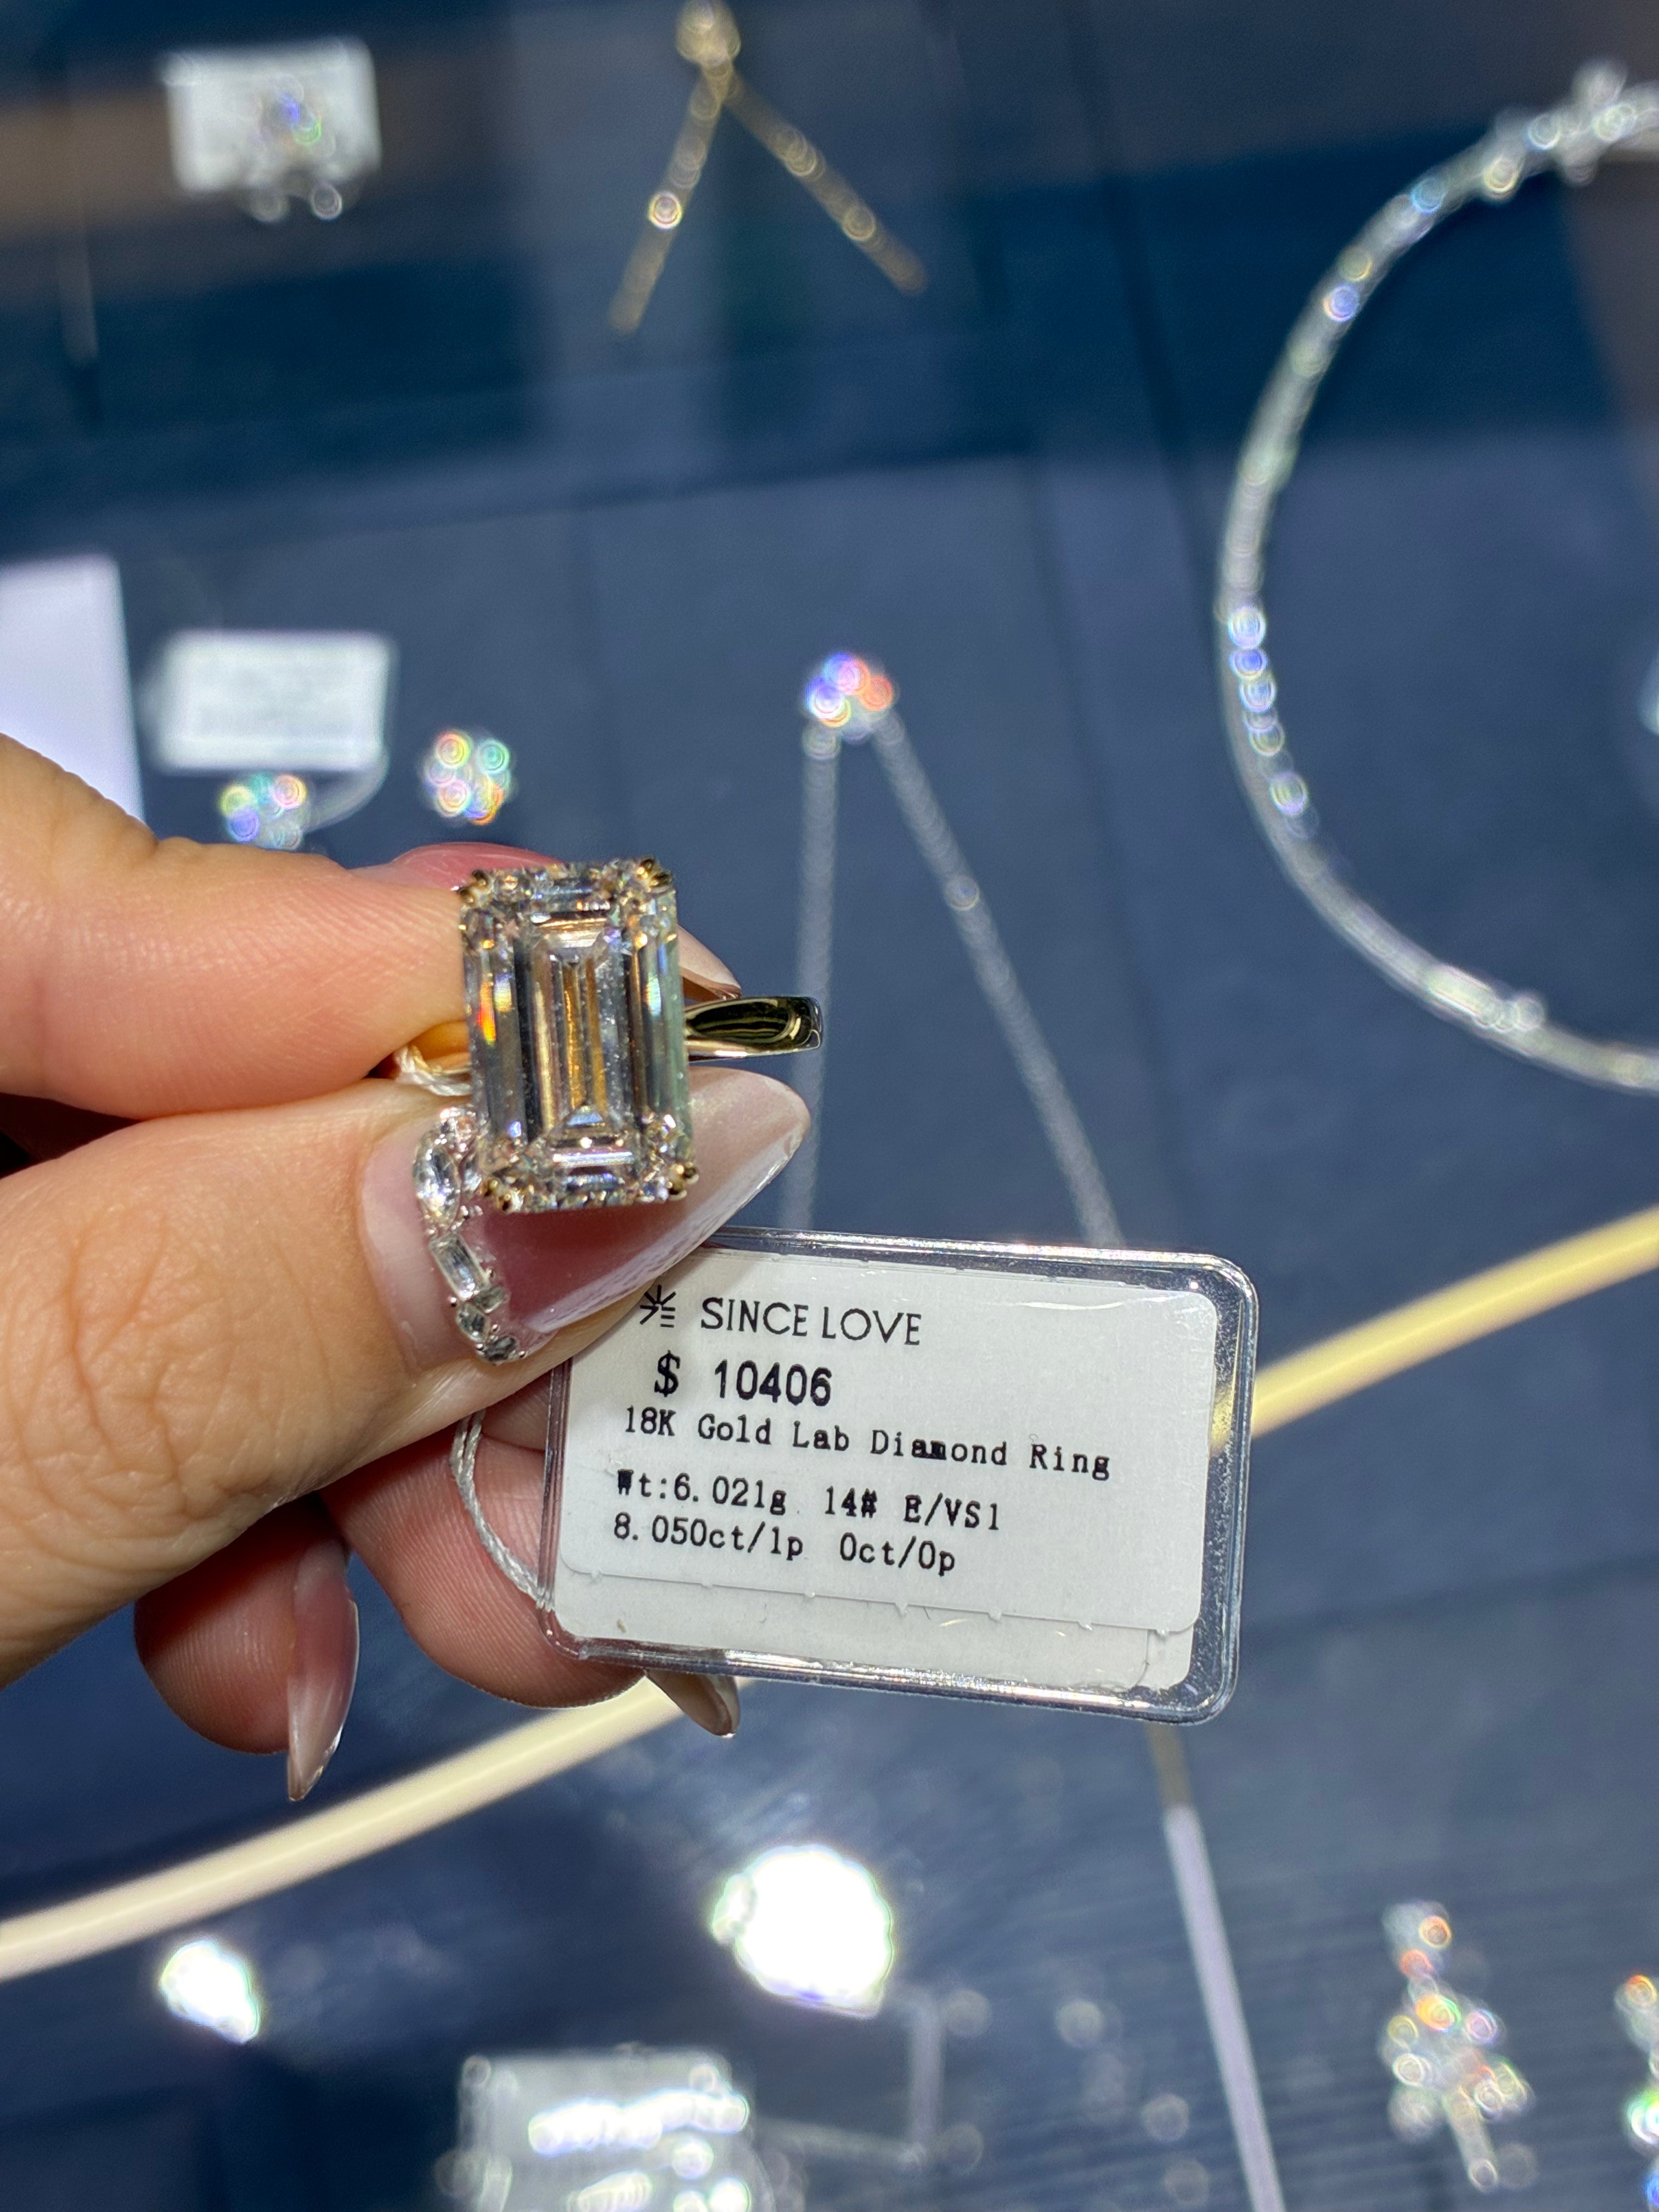 SINCE LOVE
$ 10406
18K Gold Lab Diamond Ring
Wt:6.021g 14# E/VS1
8.050ct/1p 0ct/0p